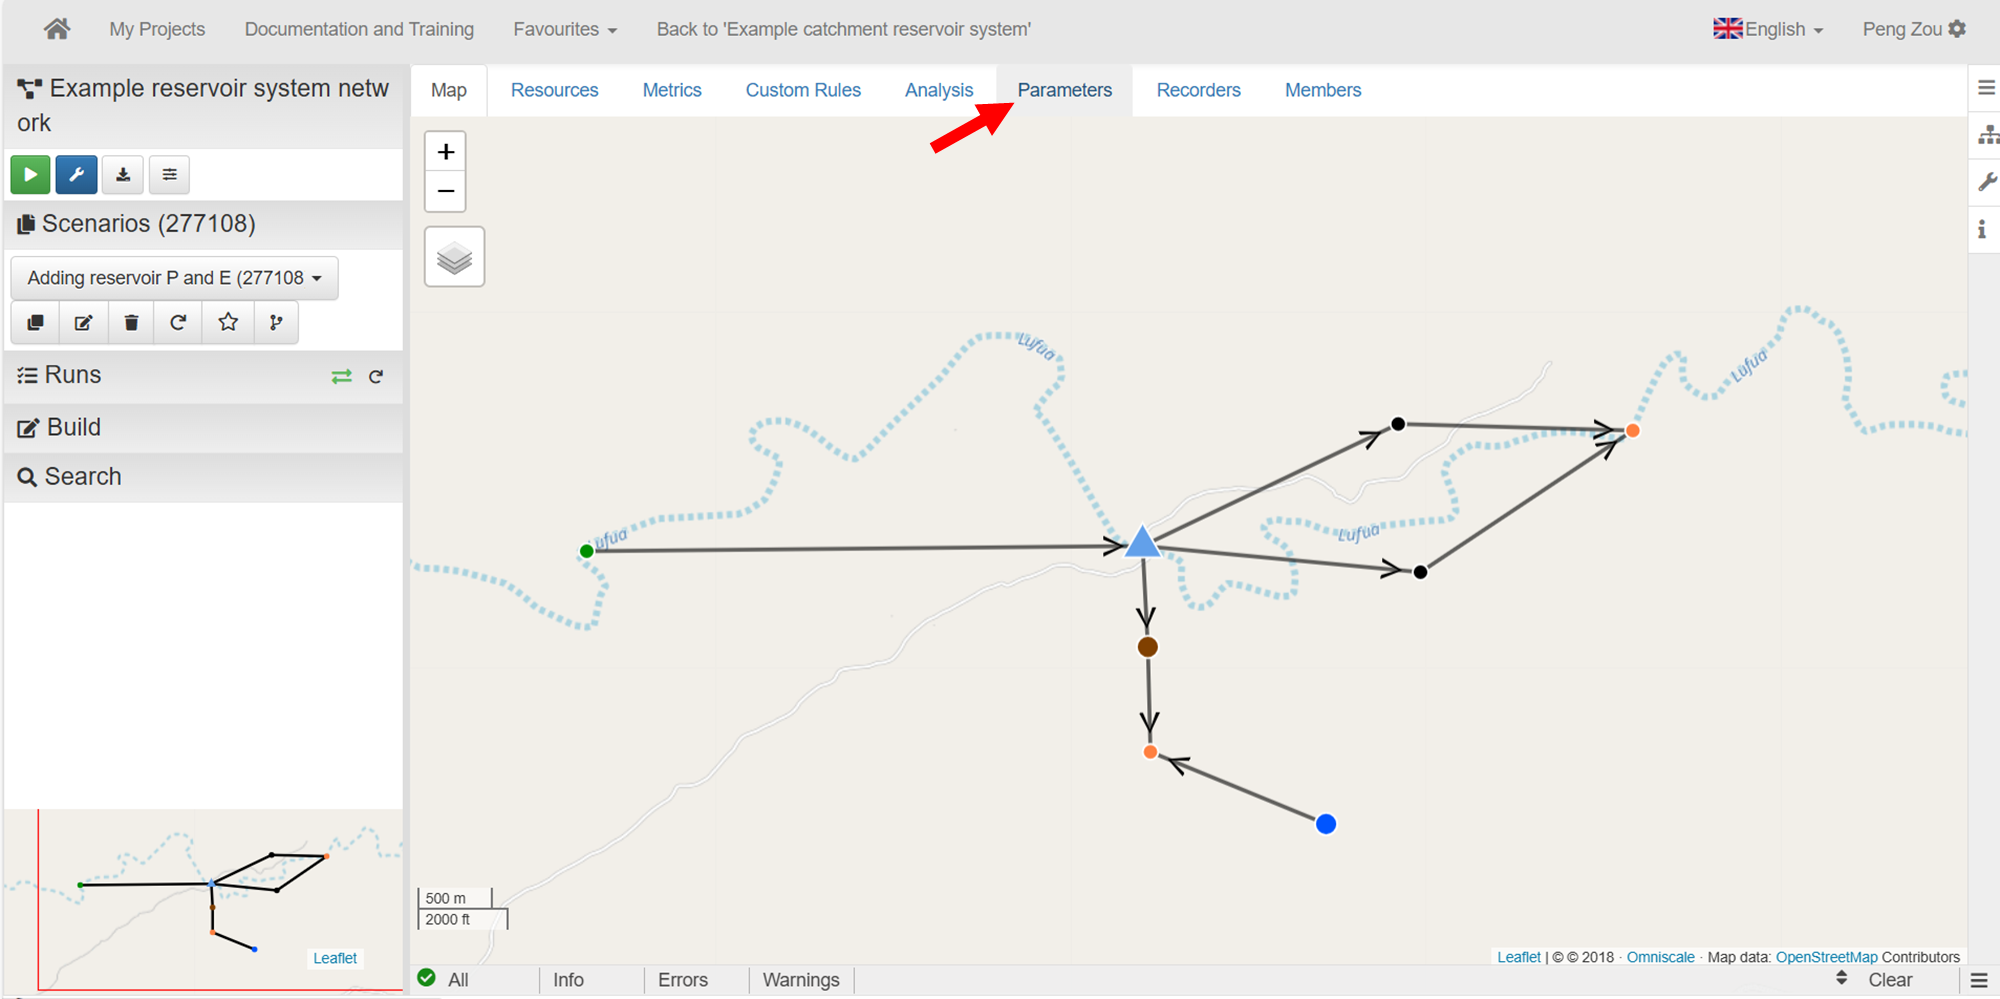 My Projects Documentation and Training Favourites Back to 'Example catchment reservoir system' English Peng Zou
Example reservoir system netw
ork
Map Resources Metrics Custom Rules Analysis Parameters Recorders Members
Scenarios (277108)
Adding reservoir P and E (277108
Runs
Build
Search
+
−
Lufua
Lufua
Lufua
Lufua
500 m
2000 ft
Leaflet
Leaflet | © © 2018 · Omniscale · Map data: OpenStreetMap Contributors
All Info Errors Warnings Clear